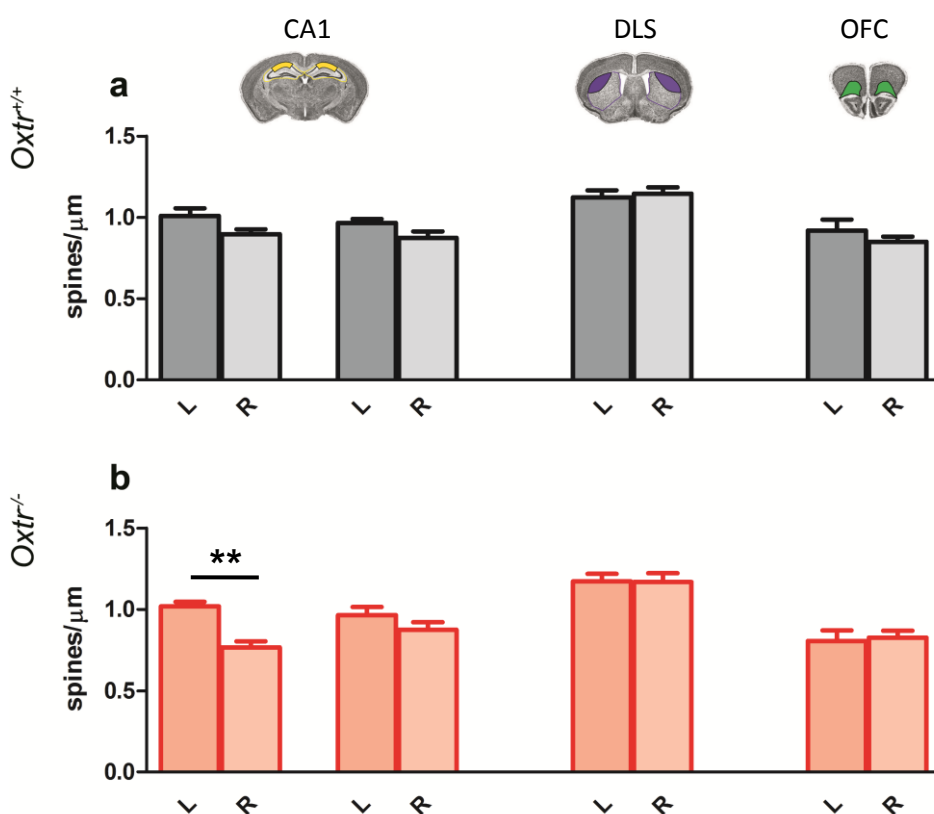 CA1 DLS OFC
a
Oxtr+/+
spines/μm
1.5
1.0
0.5
0.0
L R L R L R L R
b
Oxtr-/-
spines/μm
1.5
1.0
0.5
0.0
**
L R L R L R L R